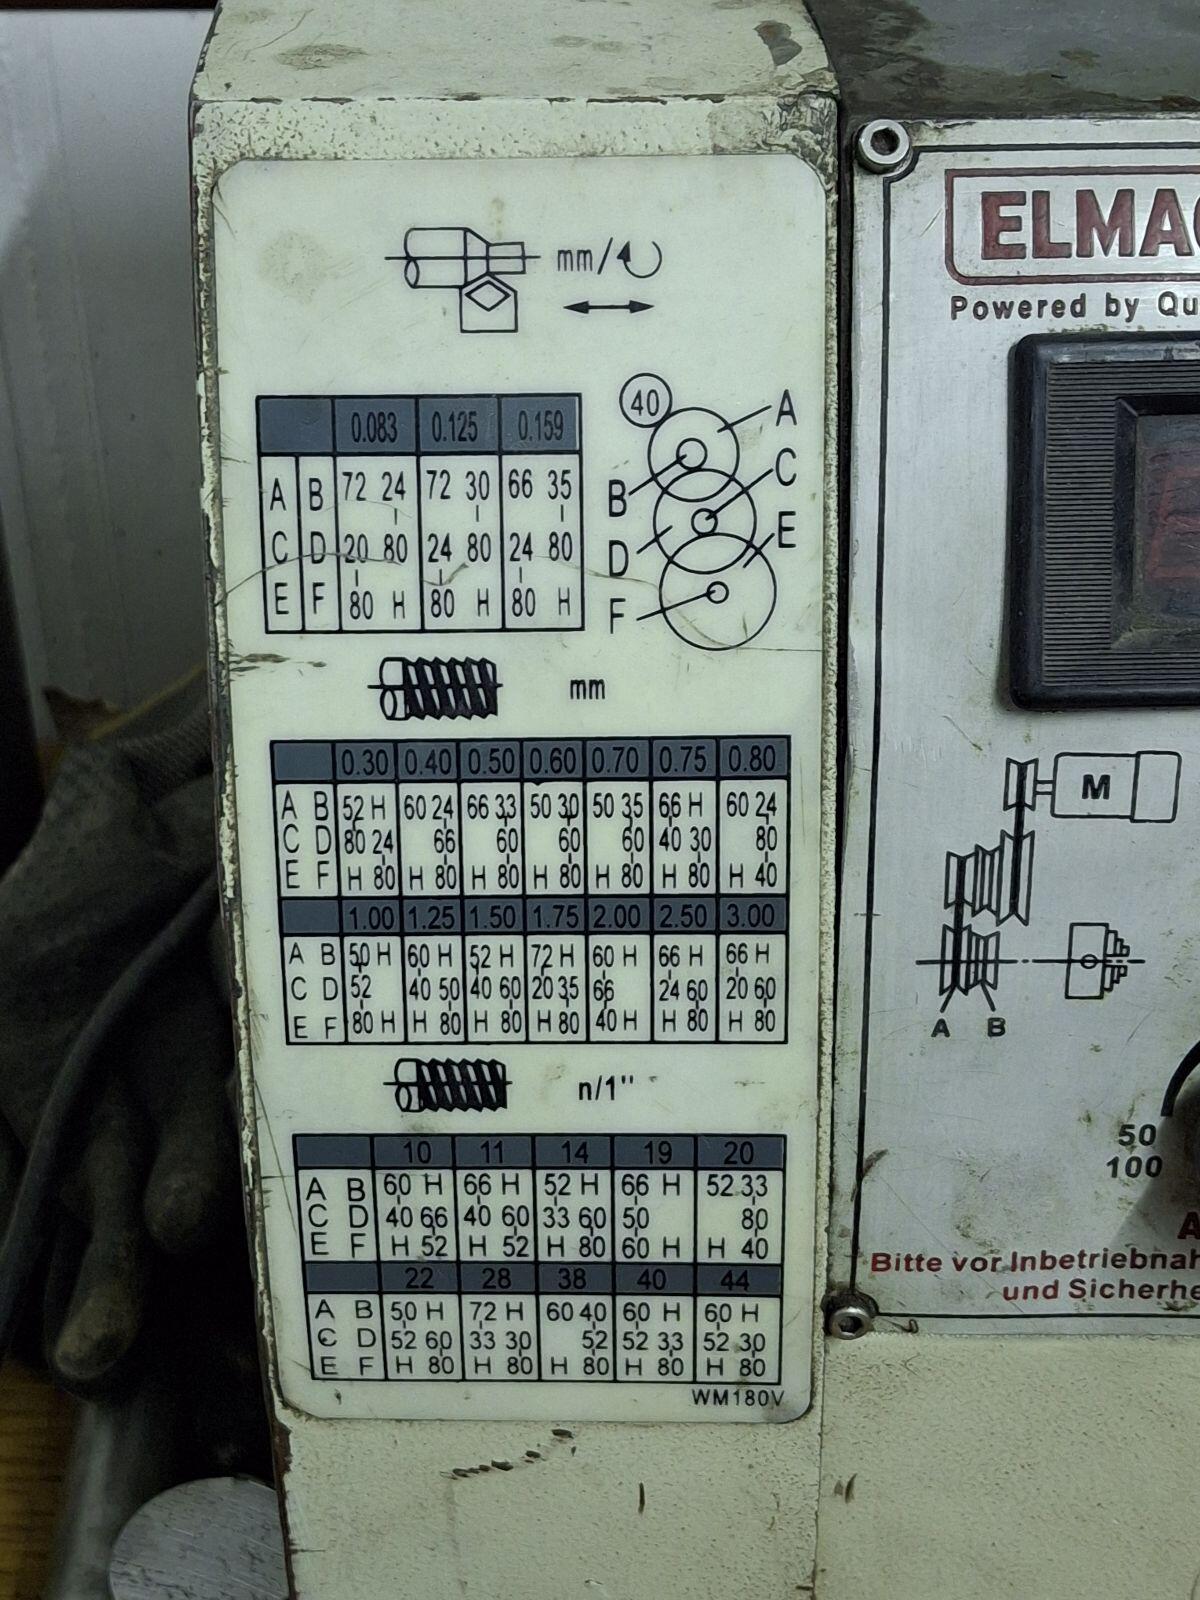 mm/
40
A
B
C
D
E
F
0.083 0.125 0.159
A B 72 24 72 30 66 35
C D 20 80 24 80 24 80
E F 80 H 80 H 80 H
mm
0.30 0.40 0.50 0.60 0.70 0.75 0.80
A B 52 H 60 24 66 33 50 30 50 35 66 H 60 24
C D 80 24 66 60 60 60 40 30 80
E F H 80 H 80 H 80 H 80 H 80 H 80 H 40
1.00 1.25 1.50 1.75 2.00 2.50 3.00
A B 50 H 60 H 52 H 72 H 60 H 66 H 66 H
C D 52 40 50 40 60 20 35 66 24 60 20 60
E F 80 H H 80 H 80 H 80 40 H H 80 H 80
n/1"
10 11 14 19 20
A B 60 H 66 H 52 H 66 H 52 33
C D 40 66 40 60 33 60 50 80
E F H 52 H 52 H 80 60 H H 40
22 28 38 40 44
A B 50 H 72 H 60 40 60 H 60 H
C D 52 60 33 30 52 52 33 52 30
E F H 80 H 80 H 80 H 80 H 80
WM180V
ELMA
Powered by Qu
M
A B
50
100
A
Bitte vor Inbetriebnah
und Sicherhe